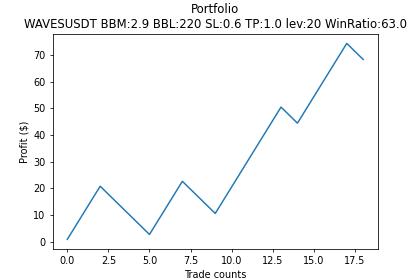 Portfolio
WAVESUSDT BBM:2.9 BBL:220 SL:0.6 TP:1.0 lev:20 WinRatio:63.0
Profit ($)
70
60
50
40
30
20
10
0
0.0 2.5 5.0 7.5 10.0 12.5 15.0 17.5
Trade counts